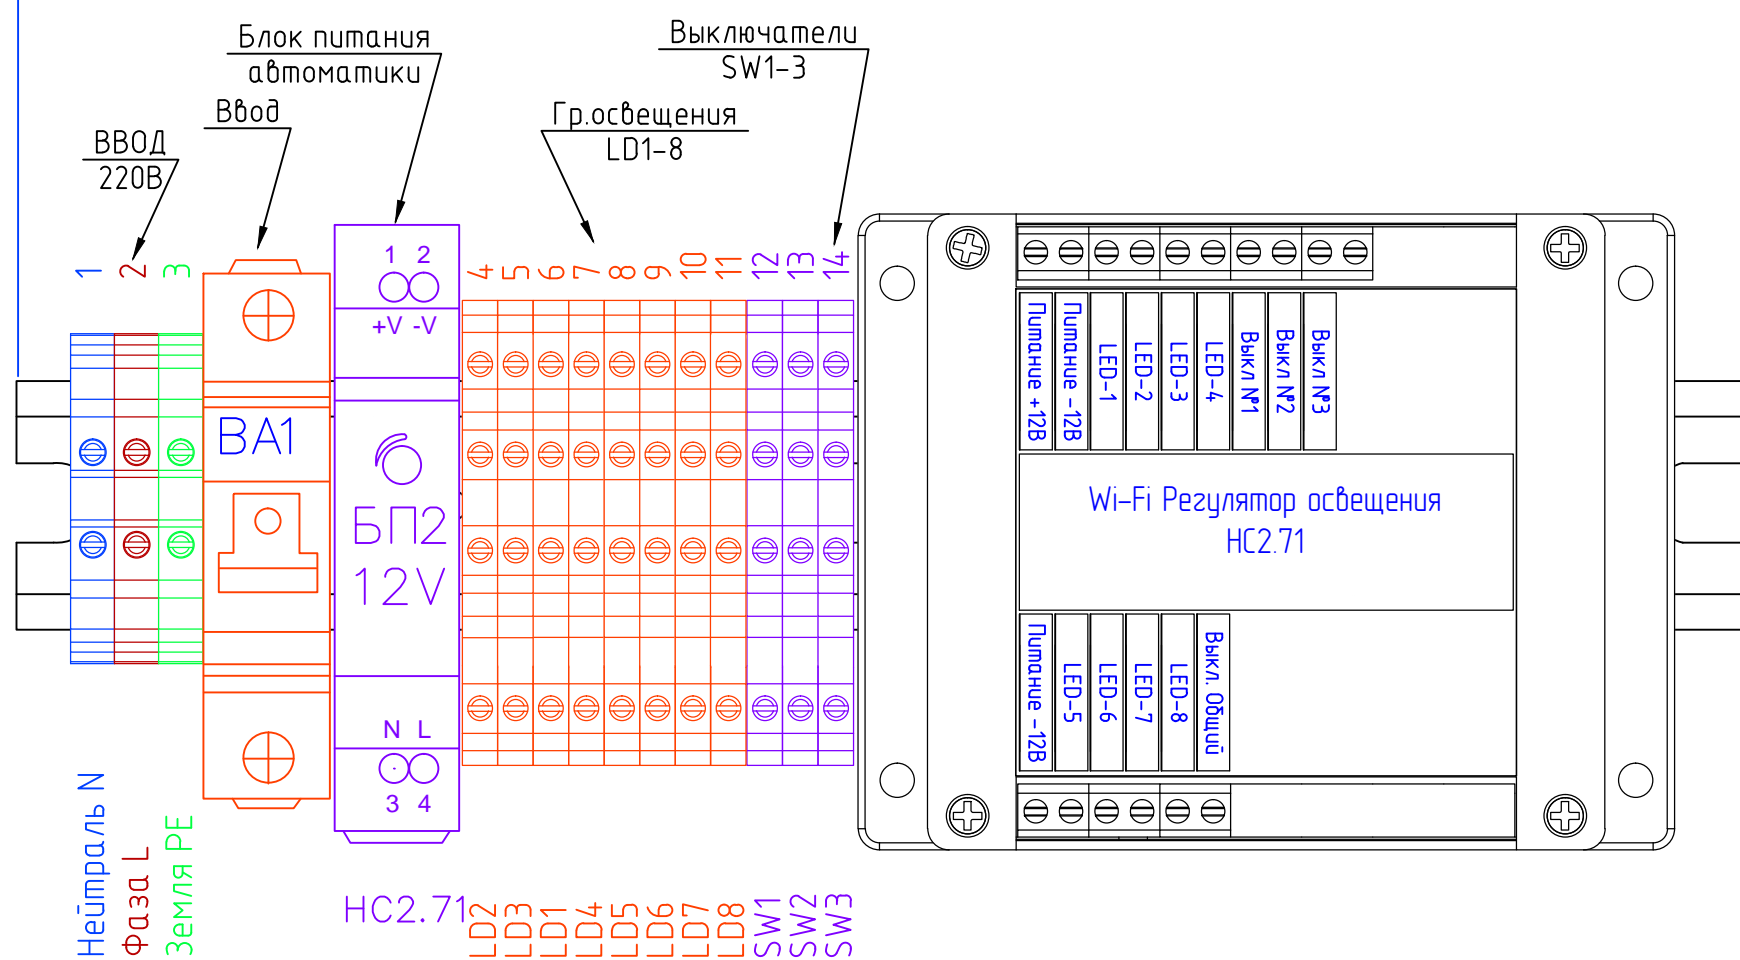 Блок питания
автоматики
Выключатели
SW1-3
Ввод
Гр.освещения
LD1-8
ВВОД
220В
1
2
3
1 2
+V -V
4
5
6
7
8
9
10
11
12
13
14
ВА1
БП2
12V
N L
3 4
Питание +12В
Питание -12В
LED-1
LED-2
LED-3
LED-4
Выкл №1
Выкл №2
Выкл №3
Wi-Fi Регулятор освещения
НС2.71
Питание -12В
LED-5
LED-6
LED-7
LED-8
Выкл. Общий
Нейтраль N
Фаза L
Земля PE
НС2.71
LD2
LD3
LD1
LD4
LD5
LD6
LD7
LD8
SW1
SW2
SW3